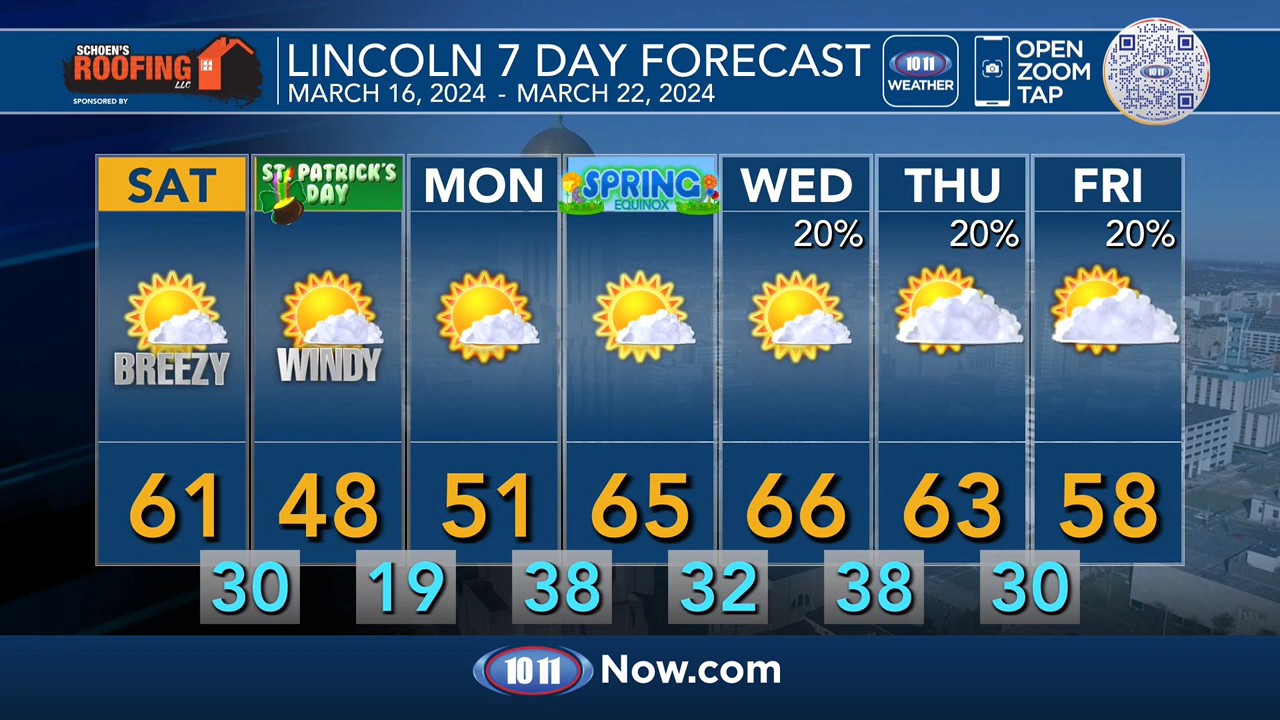 SCHOEN'S
ROOFING
LLC
SPONSORED BY
LINCOLN 7 DAY FORECAST
MARCH 16, 2024 - MARCH 22, 2024
10 11
WEATHER
OPEN
ZOOM
TAP
10 11
SAT
ST. PATRICK'S
DAY
MON
SPRING
EQUINOX
WED
THU
FRI
20%
20%
20%
BREEZY
WINDY
61
48
51
65
66
63
58
30
19
38
32
38
30
10 11 Now.com